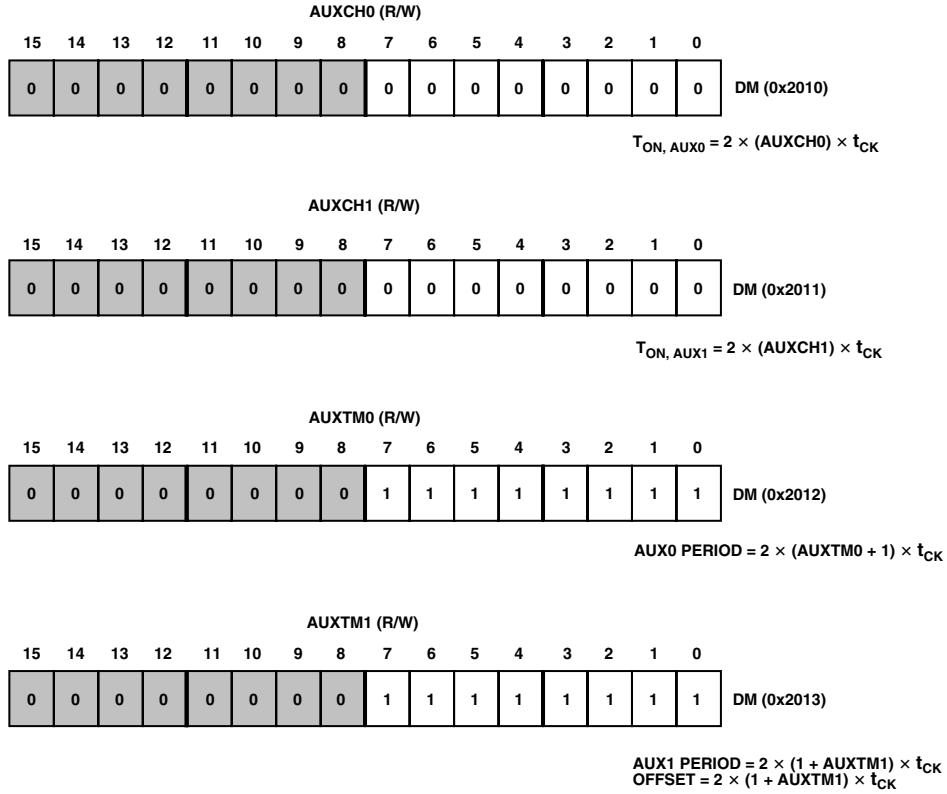 AUXCH0 (R/W)
15 14 13 12 11 10 9 8 7 6 5 4 3 2 1 0
0 0 0 0 0 0 0 0 0 0 0 0 0 0 0 0 DM (0x2010)
TON, AUX0 = 2 × (AUXCH0) × tCK
AUXCH1 (R/W)
15 14 13 12 11 10 9 8 7 6 5 4 3 2 1 0
0 0 0 0 0 0 0 0 0 0 0 0 0 0 0 0 DM (0x2011)
TON, AUX1 = 2 × (AUXCH1) × tCK
AUXTM0 (R/W)
15 14 13 12 11 10 9 8 7 6 5 4 3 2 1 0
0 0 0 0 0 0 0 0 1 1 1 1 1 1 1 1 DM (0x2012)
AUX0 PERIOD = 2 × (AUXTM0 + 1) × tCK
AUXTM1 (R/W)
15 14 13 12 11 10 9 8 7 6 5 4 3 2 1 0
0 0 0 0 0 0 0 0 1 1 1 1 1 1 1 1 DM (0x2013)
AUX1 PERIOD = 2 × (1 + AUXTM1) × tCK
OFFSET = 2 × (1 + AUXTM1) × tCK